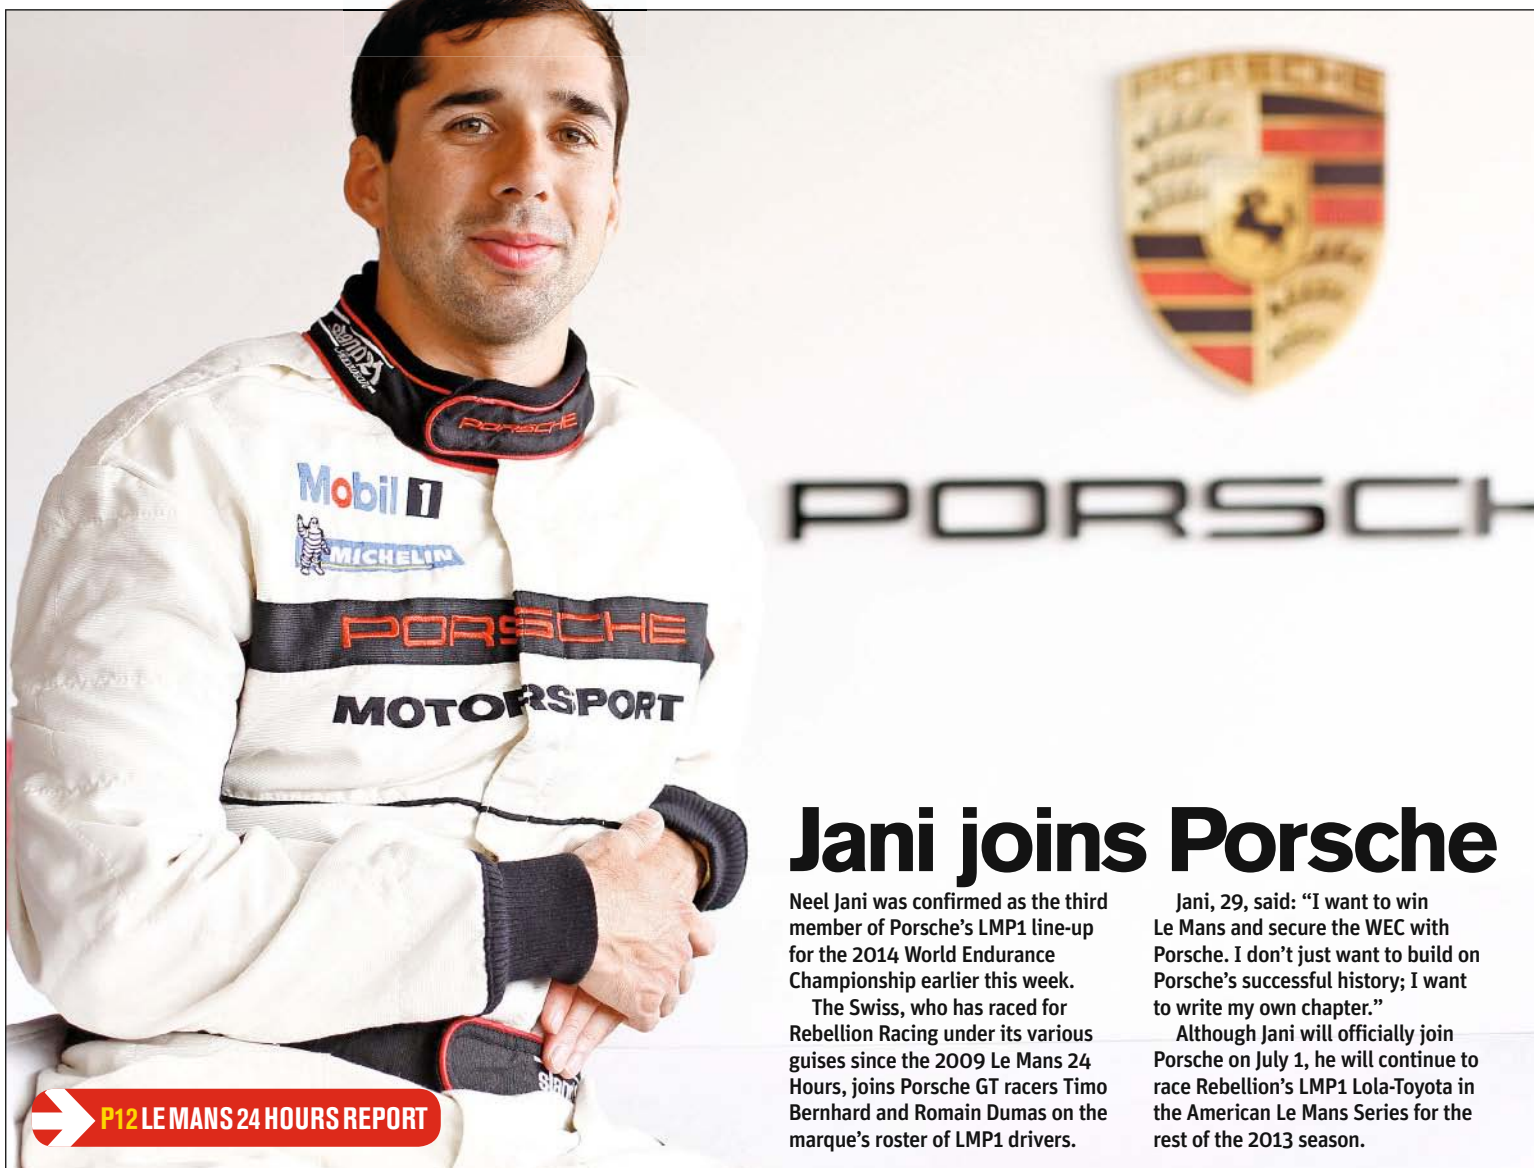 PORSCHE
STAND 21
PORSCHE
Mobil 1
MICHELIN
PORSCHE
MOTORSPORT
PORSCH
Jani joins Porsche
Neel Jani was confirmed as the third
member of Porsche’s LMP1 line-up
for the 2014 World Endurance
Championship earlier this week.
The Swiss, who has raced for
Rebellion Racing under its various
guises since the 2009 Le Mans 24
Hours, joins Porsche GT racers Timo
Bernhard and Romain Dumas on the
marque’s roster of LMP1 drivers.
Jani, 29, said: “I want to win
Le Mans and secure the WEC with
Porsche. I don’t just want to build on
Porsche’s successful history; I want
to write my own chapter.”
Although Jani will officially join
Porsche on July 1, he will continue to
race Rebellion’s LMP1 Lola-Toyota in
the American Le Mans Series for the
rest of the 2013 season.
P12 LE MANS 24 HOURS REPORT